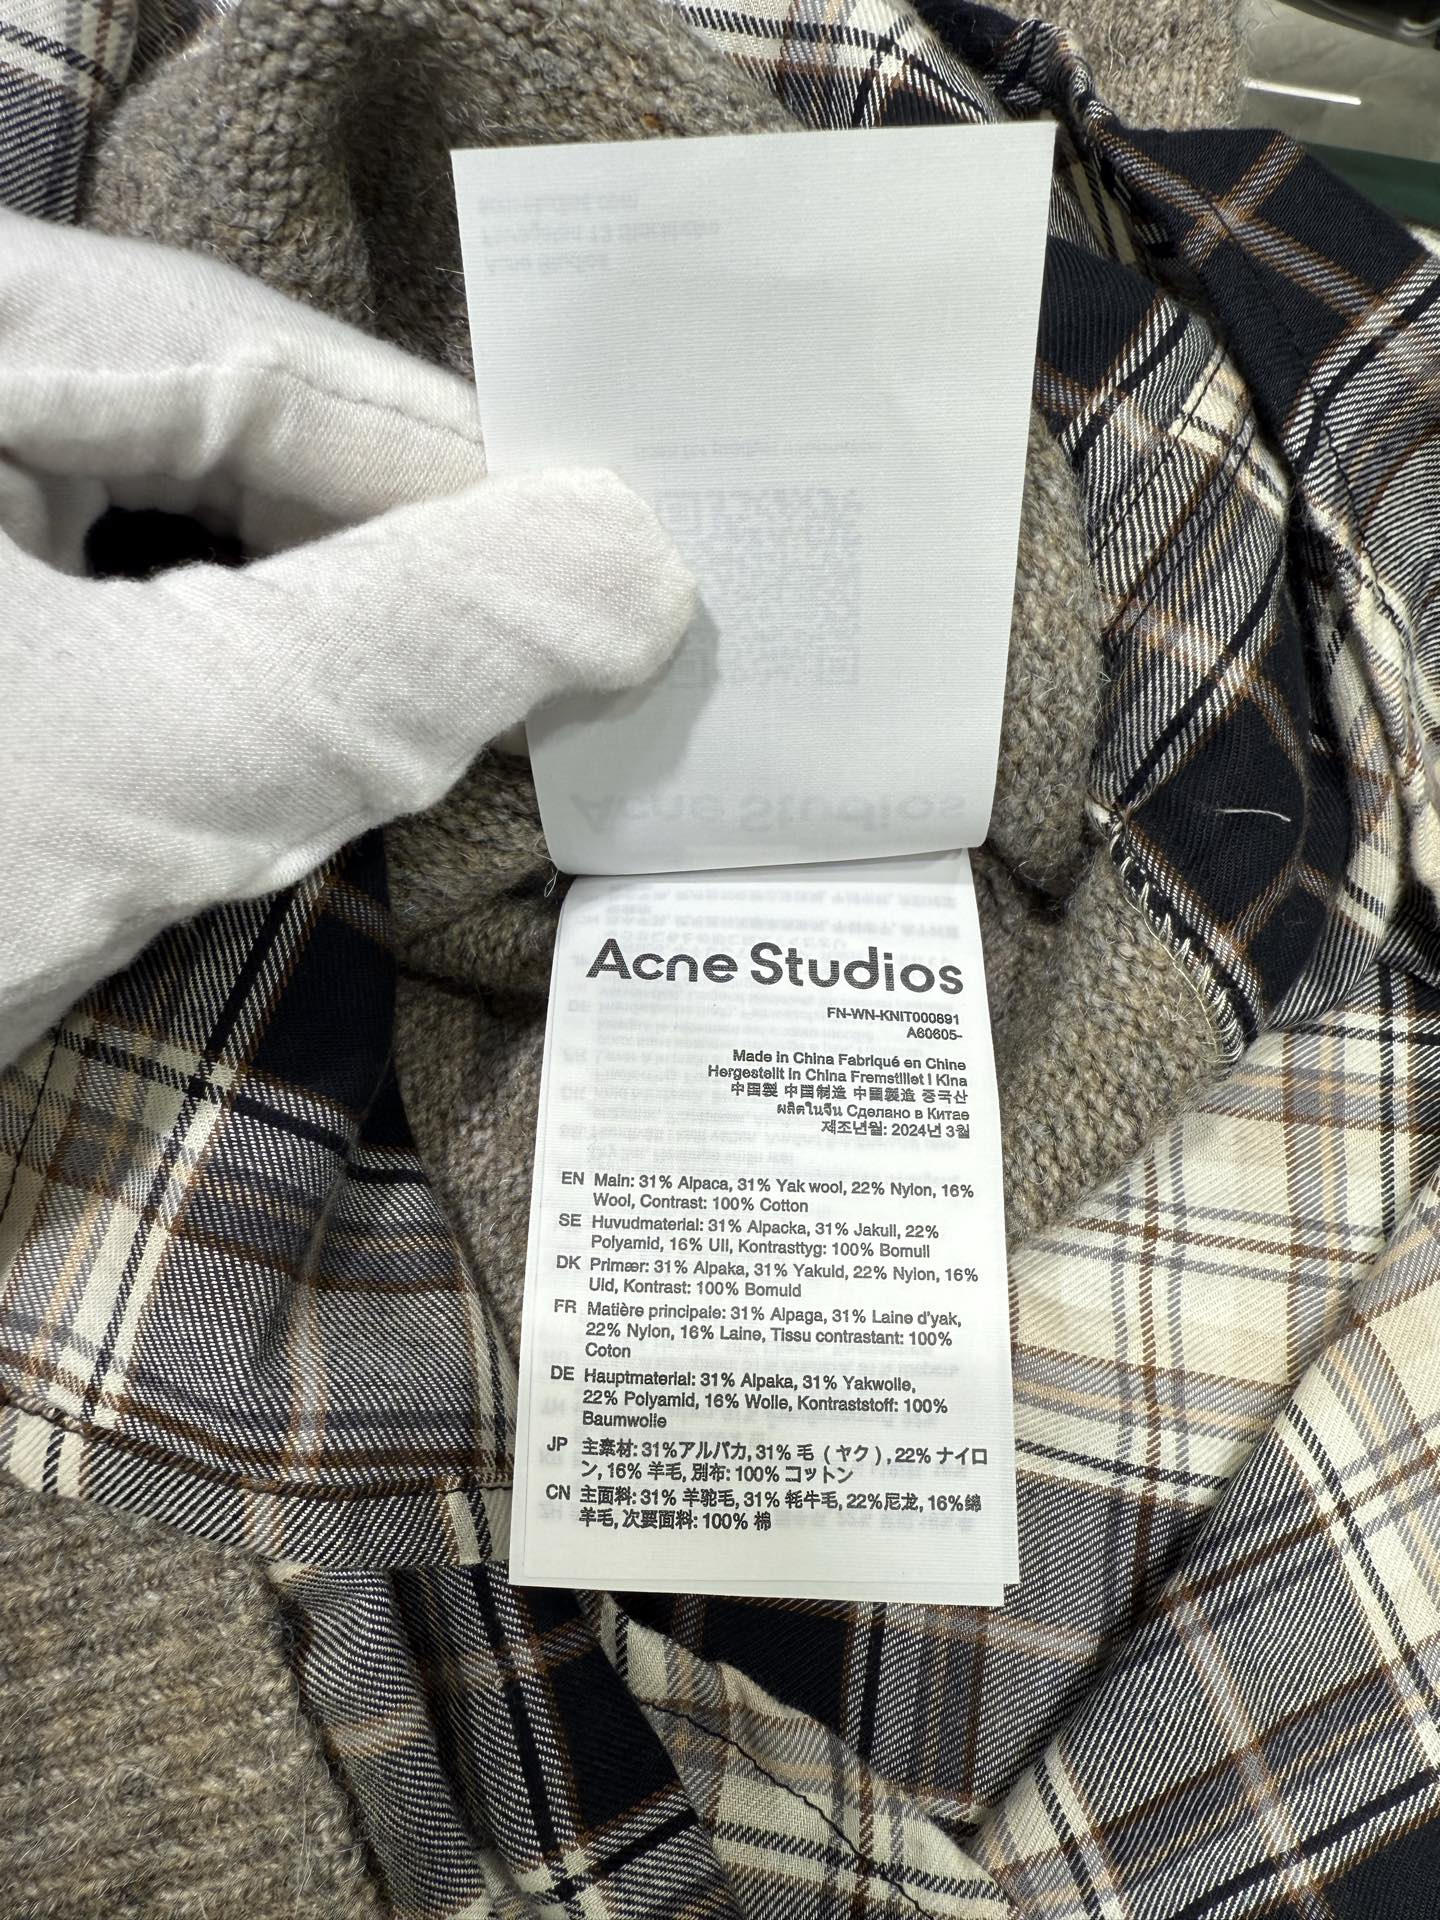 Acne Studios
FN-WN-KNIT000691
A60605-
Made in China Fabriqué en Chine
Hergestellt in China Fremstillet i Kina
中国製 中国制造 中國製造 중국산
ผลิตในจีน Сделано в Китае
제조년월: 2024년 3월
EN Main: 31% Alpaca, 31% Yak wool, 22% Nylon, 16%
Wool, Contrast: 100% Cotton
SE Huvudmaterial: 31% Alpacka, 31% Jakull, 22%
Polyamid, 16% Ull, Kontrasttyg: 100% Bomull
DK Primær: 31% Alpaka, 31% Yakuld, 22% Nylon, 16%
Uld, Kontrast: 100% Bomuld
FR Matière principale: 31% Alpaga, 31% Laine d'yak,
22% Nylon, 16% Laine, Tissu contrastant: 100%
Coton
DE Hauptmaterial: 31% Alpaka, 31% Yakwolle,
22% Polyamid, 16% Wolle, Kontraststoff: 100%
Baumwolle
JP 主素材: 31%アルパカ, 31% 毛 ( ヤク ), 22% ナイロ
ン, 16% 羊毛, 別布: 100% コットン
CN 主面料: 31% 羊驼毛, 31% 牦牛毛, 22%尼龙, 16%绵
羊毛, 次要面料: 100% 棉